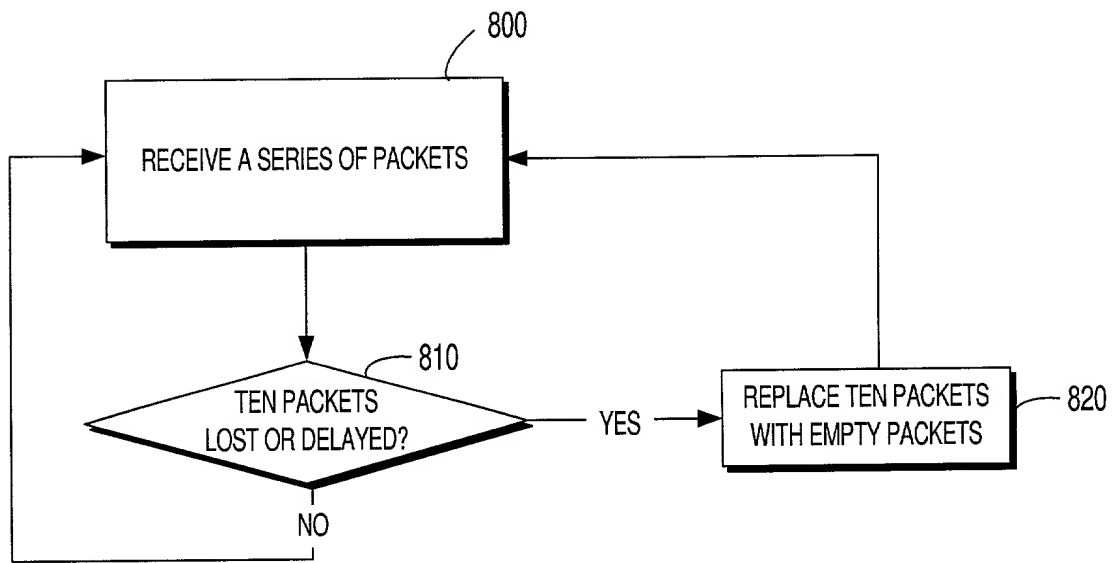 800
RECEIVE A SERIES OF PACKETS
810
TEN PACKETS
LOST OR DELAYED?
YES
REPLACE TEN PACKETS
WITH EMPTY PACKETS
820
NO